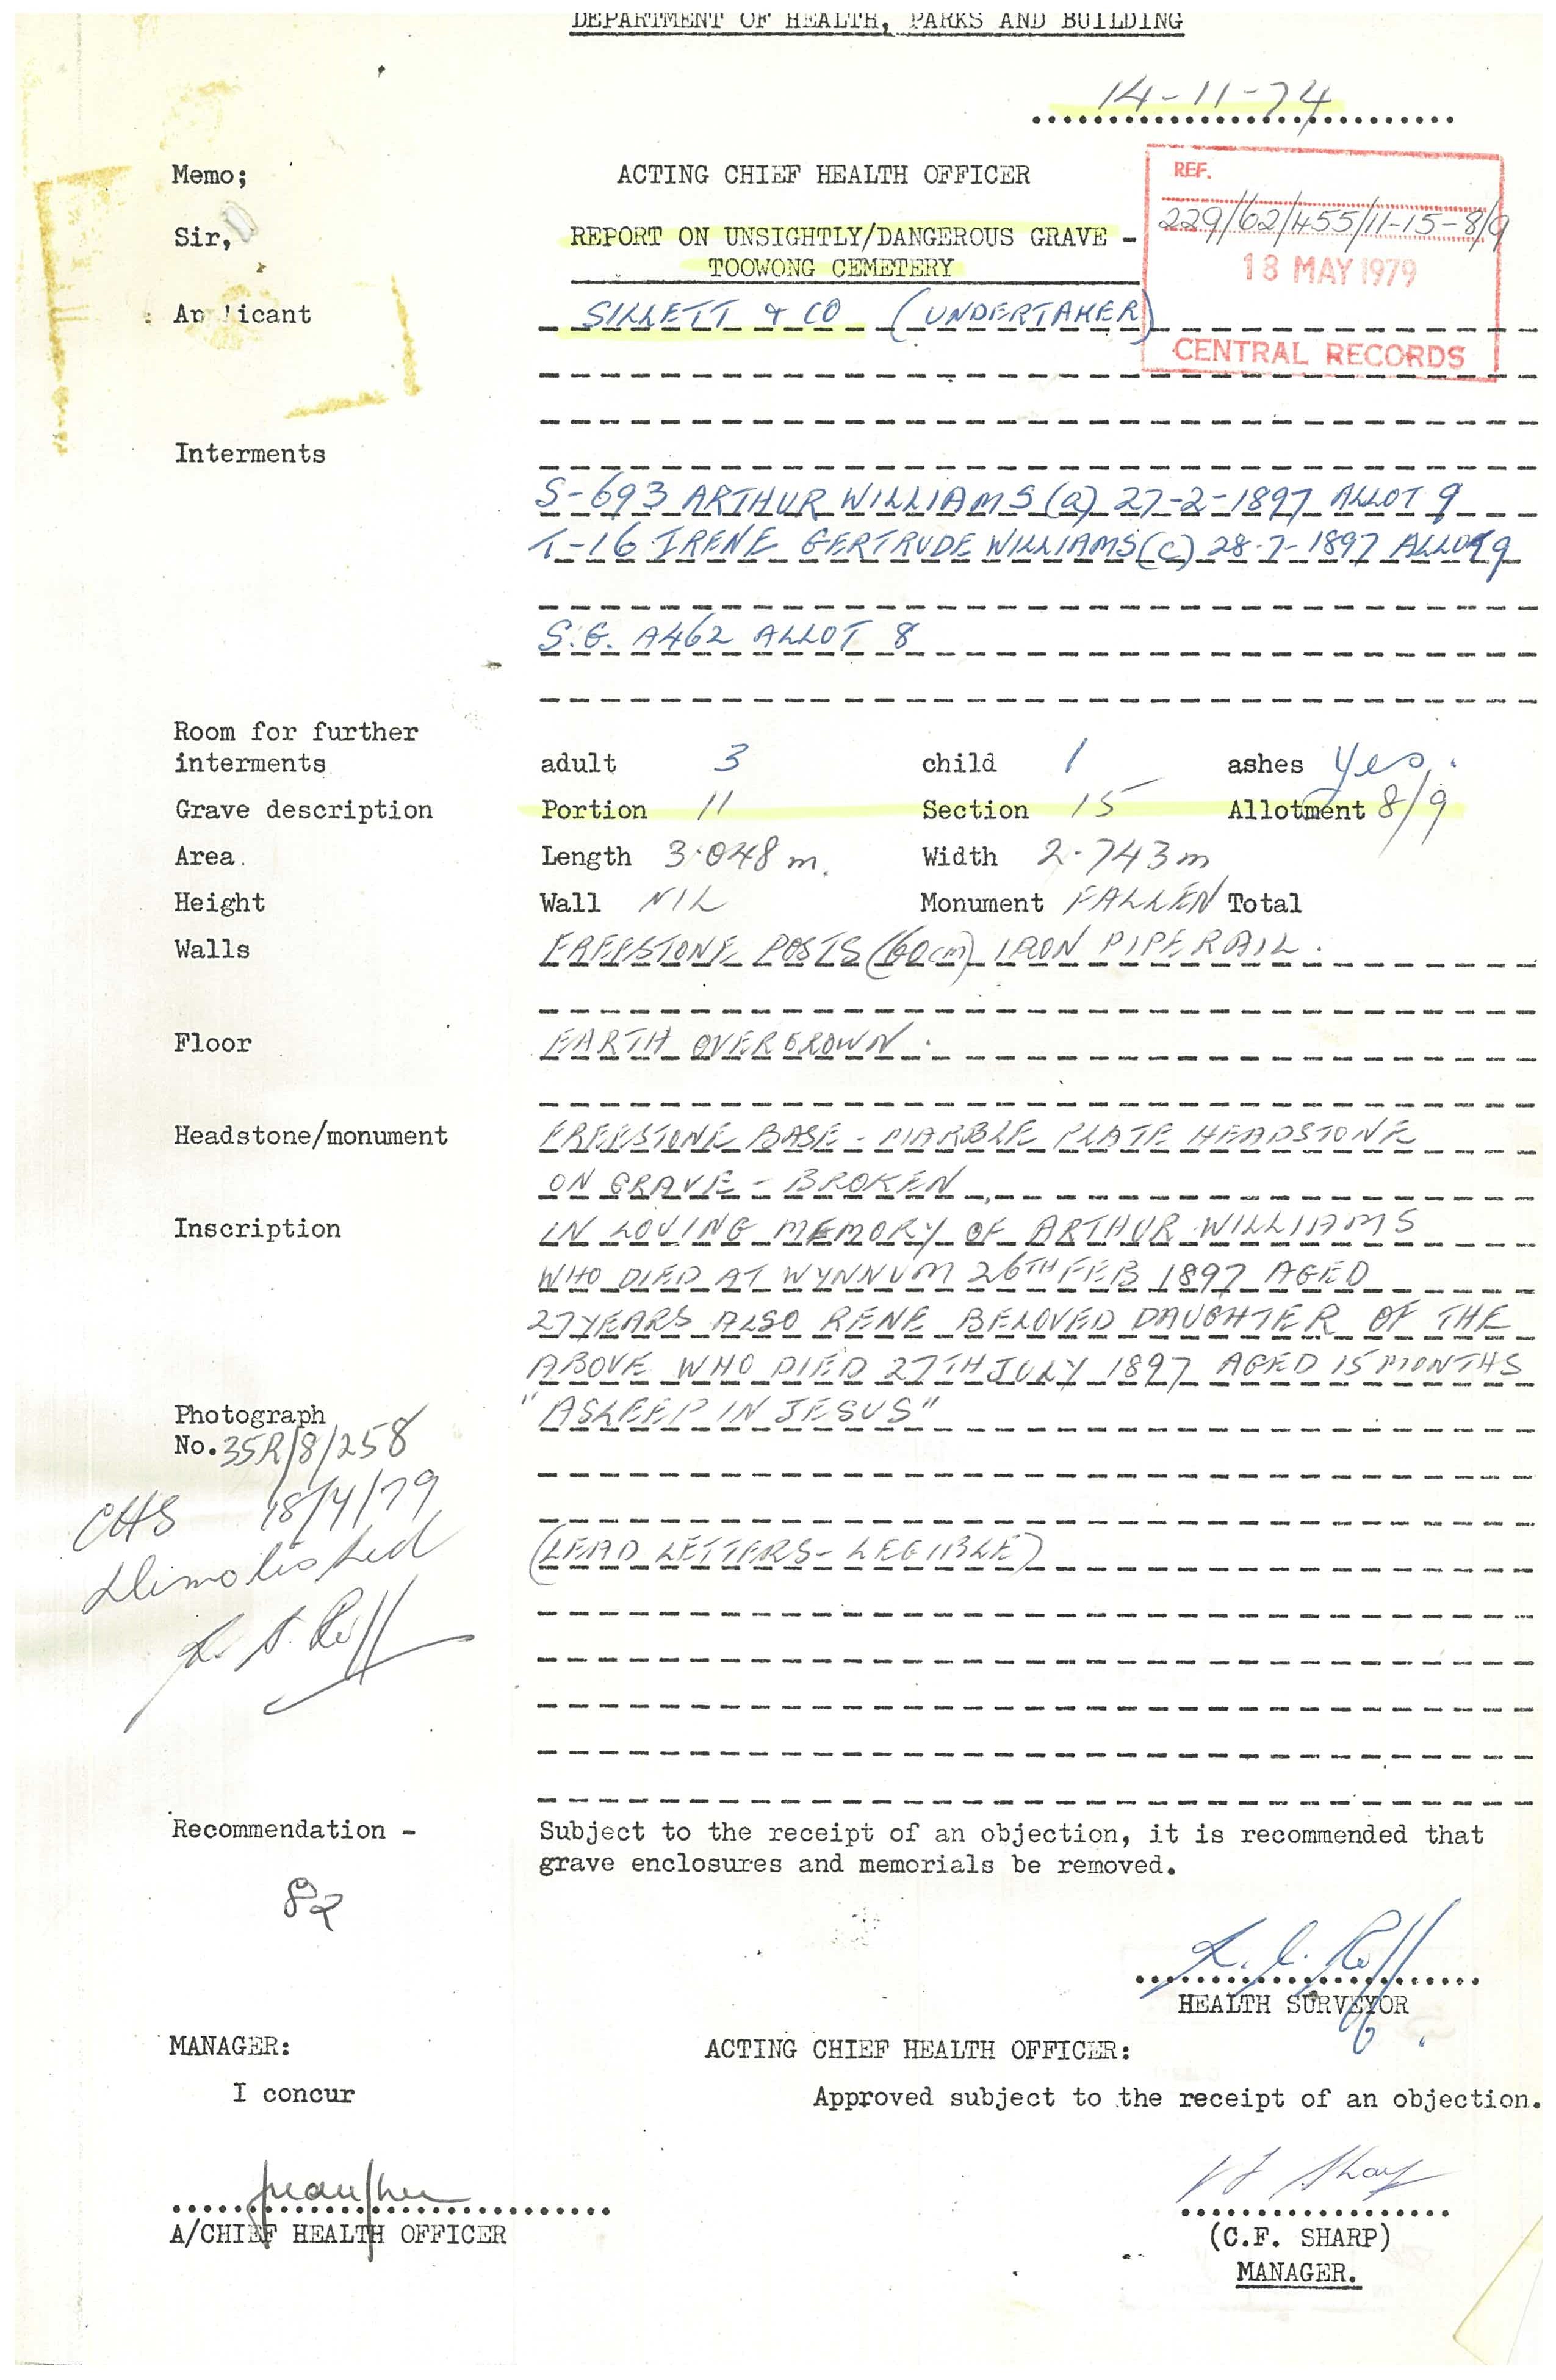 DEPARTMENT OF HEALTH, PARKS AND BUILDING
14-11-74
Memo;
ACTING CHIEF HEALTH OFFICER
REF.
229/62/455/11-15-8/9
18 MAY 1979
CENTRAL RECORDS
Sir,
REPORT ON UNSIGHTLY/DANGEROUS GRAVE -
TOOWONG CEMETERY
Applicant SILLETT & CO (UNDERTAKER)
Interments
S-693 ARTHUR WILLIAMS (a) 27-2-1897 ALLOT 9
T-16 IRENE GERTRUDE WILLIAMS (c) 28-7-1897 ALLOT 9
S.G. A462 ALLOT 8
Room for further
interments adult 3 child 1 ashes yes.
Grave description Portion 11 Section 15 Allotment 8/9
Area. Length 3.048 m. Width 2.743 m
Height Wall NIL Monument FALLEN Total
Walls FREESTONE POSTS (60cm) IRON PIPE RAIL.
Floor EARTH OVERGROWN.
Headstone/monument FREESTONE BASE - MARBLE PLATE HEADSTONE
ON GRAVE - BROKEN
Inscription IN LOVING MEMORY OF ARTHUR WILLIAMS
WHO DIED AT WYNNUM 26TH FEB 1897 AGED
27 YEARS ALSO RENE BELOVED DAUGHTER OF THE
ABOVE WHO DIED 27TH JULY 1897 AGED 15 MONTHS
"ASLEEP IN JESUS"
Photograph
No. 35R/8/258
CHS 18/4/79
Dimolished
(LEAD LETTERS - LEGIBLE)
Recommendation - Subject to the receipt of an objection, it is recommended that
grave enclosures and memorials be removed.
HEALTH SURVEYOR
MANAGER: ACTING CHIEF HEALTH OFFICER:
I concur Approved subject to the receipt of an objection.
A/CHIEF HEALTH OFFICER (C.F. SHARP)
MANAGER.